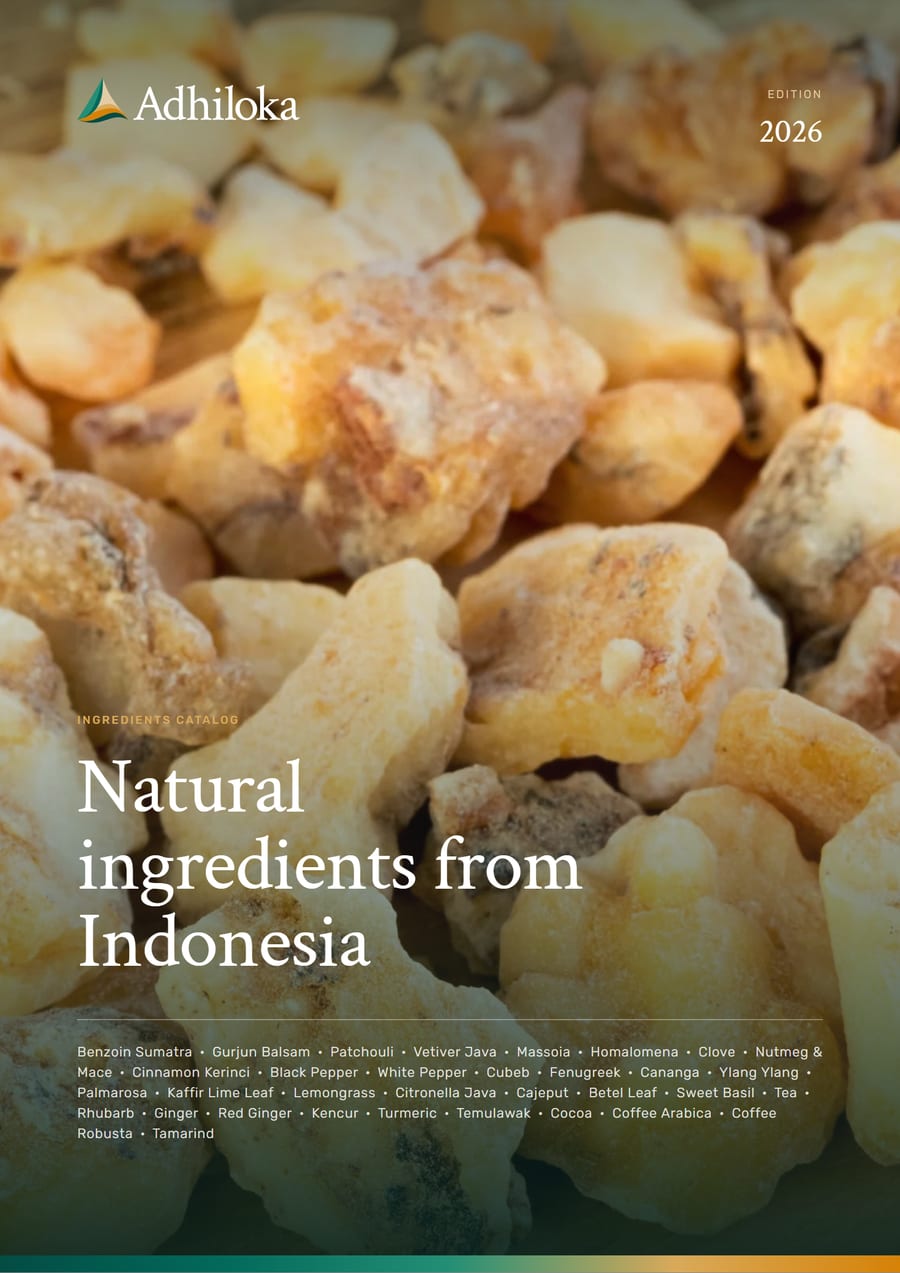 Adhiloka
EDITION
2026
INGREDIENTS CATALOG
Natural
ingredients from
Indonesia
Benzoin Sumatra • Gurjun Balsam • Patchouli • Vetiver Java • Massoia • Homalomena • Clove • Nutmeg &
Mace • Cinnamon Kerinci • Black Pepper • White Pepper • Cubeb • Fenugreek • Cananga • Ylang Ylang •
Palmarosa • Kaffir Lime Leaf • Lemongrass • Citronella Java • Cajeput • Betel Leaf • Sweet Basil • Tea •
Rhubarb • Ginger • Red Ginger • Kencur • Turmeric • Temulawak • Cocoa • Coffee Arabica • Coffee
Robusta • Tamarind